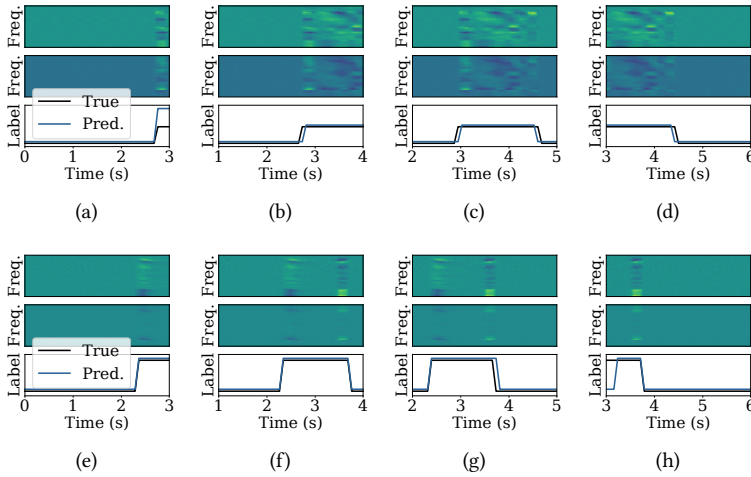 Freq. Freq. Freq. Freq.
Freq. Freq. Freq. Freq.
Label Label Label Label
True
Pred.
0 1 2 3 1 2 3 4 2 3 4 5 3 4 5 6
Time (s) Time (s) Time (s) Time (s)
(a) (b) (c) (d)
Freq. Freq. Freq. Freq.
Freq. Freq. Freq. Freq.
Label Label Label Label
True
Pred.
0 1 2 3 1 2 3 4 2 3 4 5 3 4 5 6
Time (s) Time (s) Time (s) Time (s)
(e) (f) (g) (h)